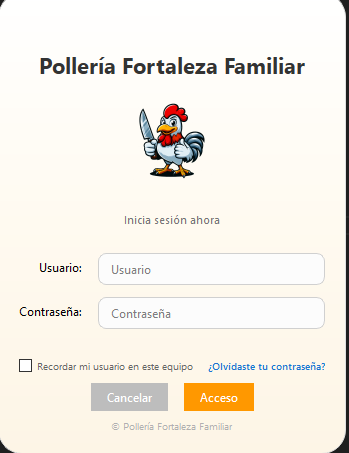 Pollería Fortaleza Familiar
Inicia sesión ahora
Usuario: Usuario
Contraseña: Contraseña
Recordar mi usuario en este equipo ¿Olvidaste tu contraseña?
Cancelar Acceso
© Pollería Fortaleza Familiar